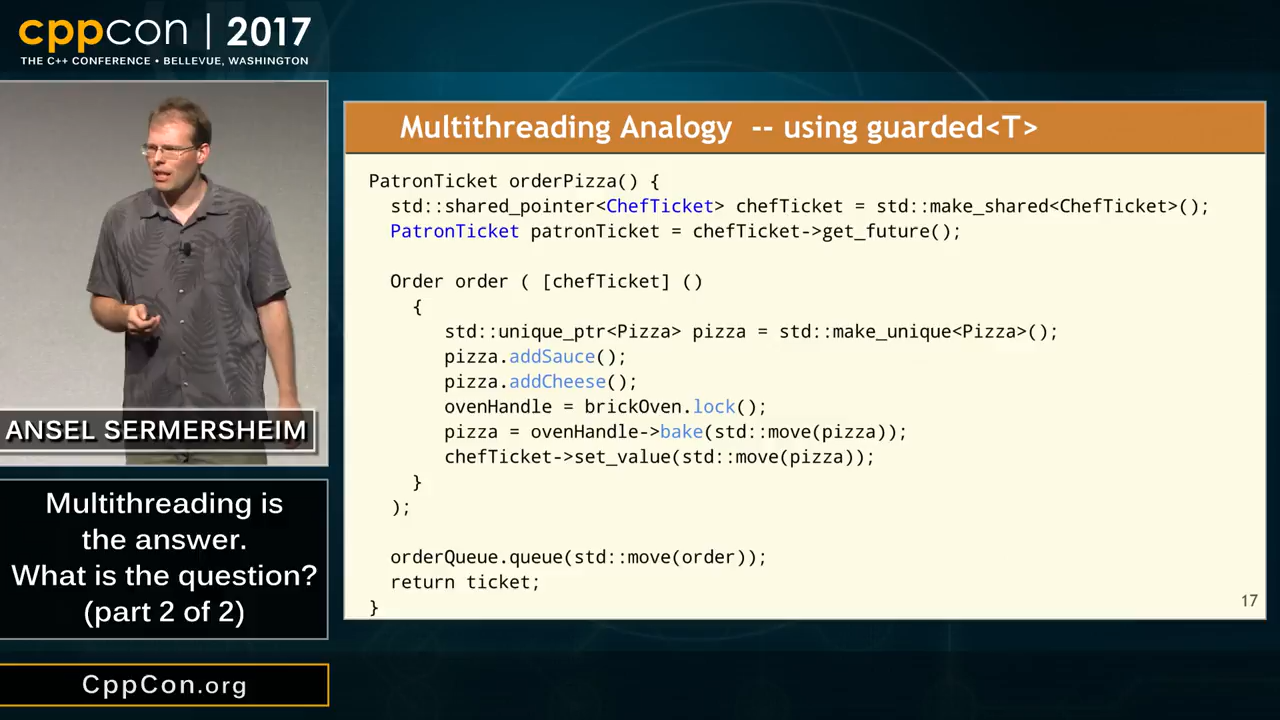 cppcon | 2017
THE C++ CONFERENCE • BELLEVUE, WASHINGTON
ANSEL SERMERSHEIM
Multithreading is
the answer.
What is the question?
(part 2 of 2)
CppCon.org
Multithreading Analogy -- using guarded<T>
PatronTicket orderPizza() {
std::shared_pointer<ChefTicket> chefTicket = std::make_shared<ChefTicket>();
PatronTicket patronTicket = chefTicket->get_future();
Order order ( [chefTicket] ()
{
std::unique_ptr<Pizza> pizza = std::make_unique<Pizza>();
pizza.addSauce();
pizza.addCheese();
ovenHandle = brickOven.lock();
pizza = ovenHandle->bake(std::move(pizza));
chefTicket->set_value(std::move(pizza));
}
);
orderQueue.queue(std::move(order));
return ticket;
}
17